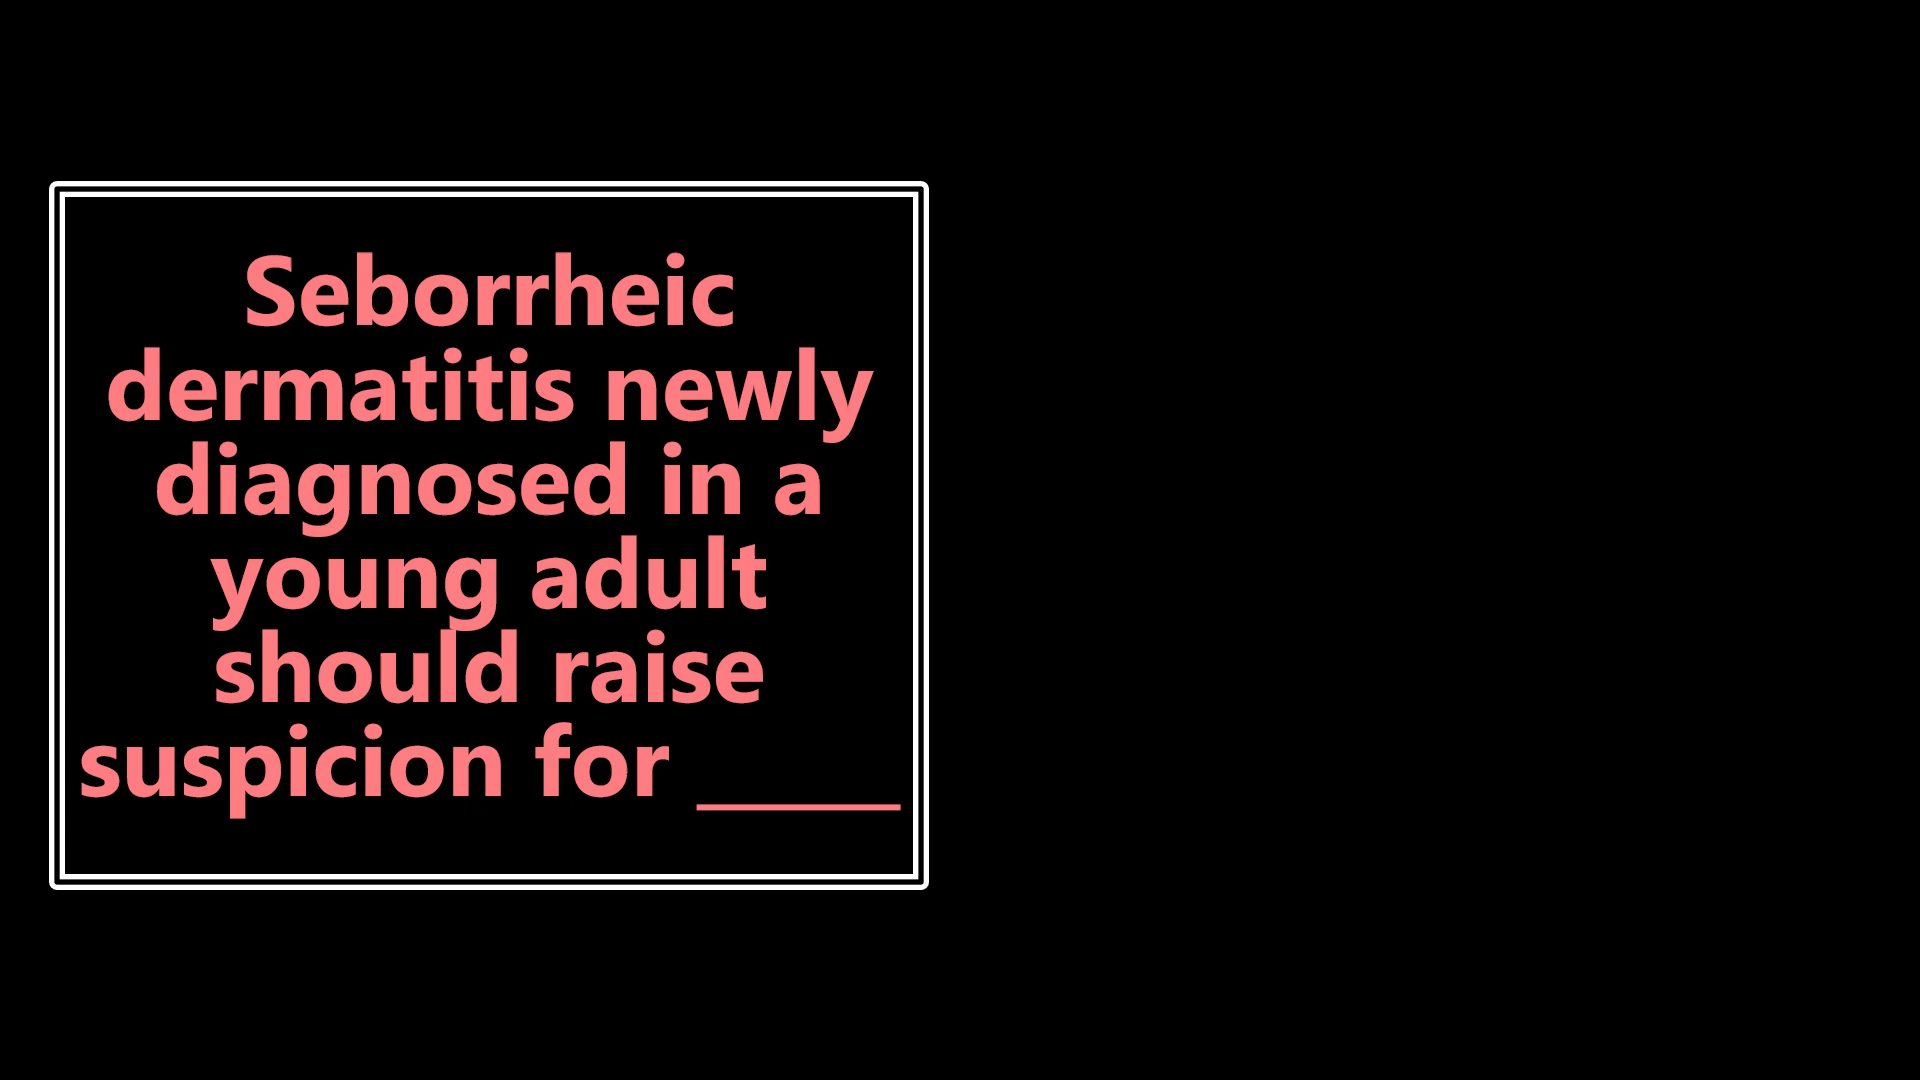 Seborrheic
dermatitis newly
diagnosed in a
young adult
should raise
suspicion for _____